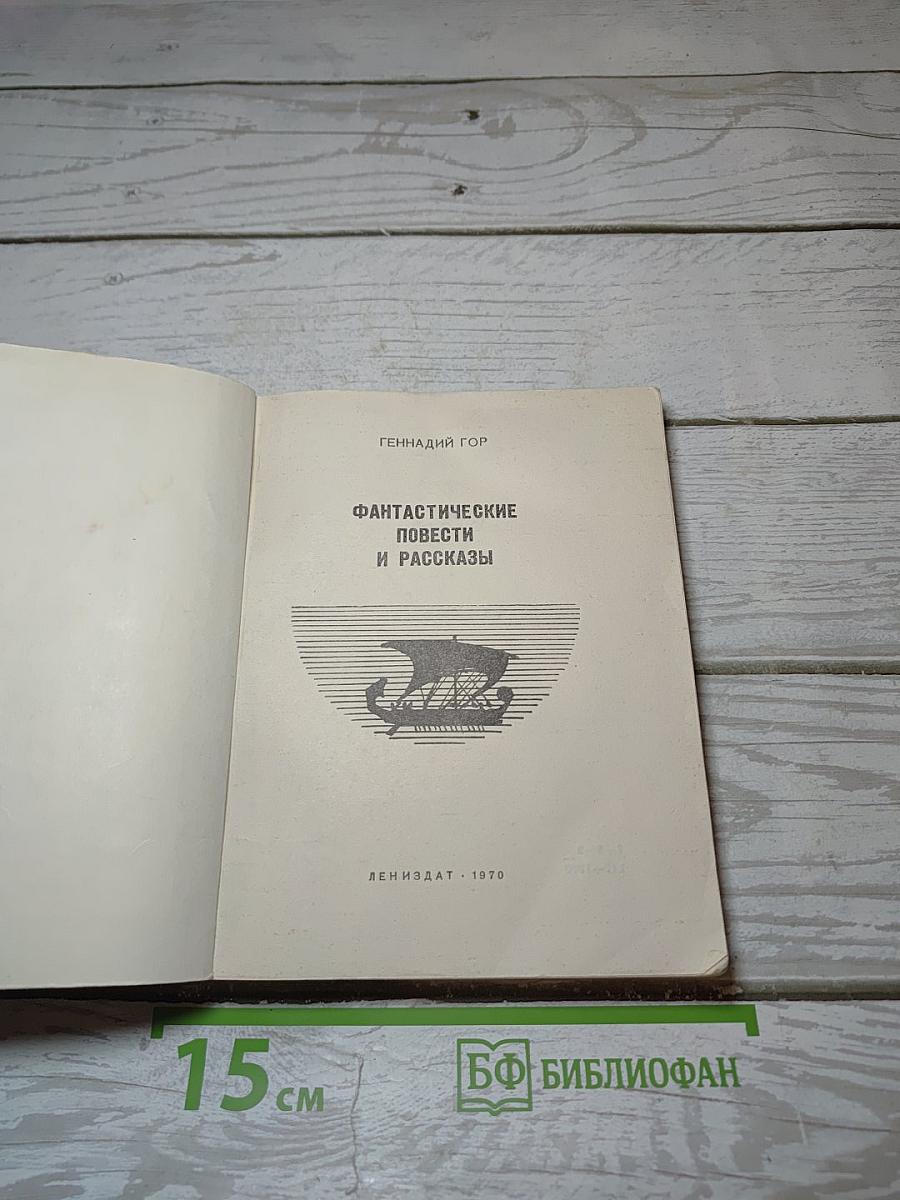 ГЕННАДИЙ ГОР
ФАНТАСТИЧЕСКИЕ
ПОВЕСТИ
И РАССКАЗЫ
ЛЕНИЗДАТ · 1970
15 см
БФ БИБЛИОФАН